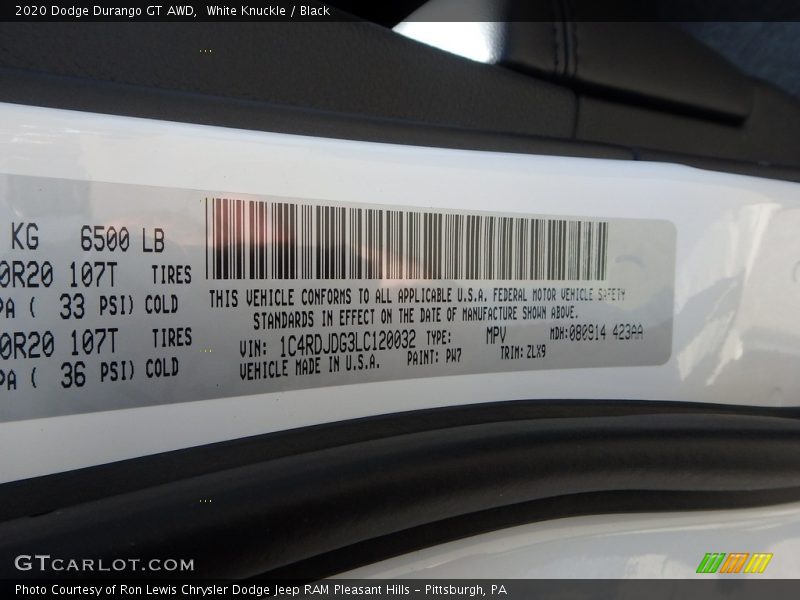 2020 Dodge Durango GT AWD,  White Knuckle / Black
KG 6500 LB
0R20 107T TIRES
PA ( 33 PSI) COLD
0R20 107T TIRES
PA ( 36 PSI) COLD
THIS VEHICLE CONFORMS TO ALL APPLICABLE U.S.A. FEDERAL MOTOR VEHICLE SAFETY
STANDARDS IN EFFECT ON THE DATE OF MANUFACTURE SHOWN ABOVE.
VIN: 1C4RDJDG3LC120032 TYPE: MPV MDH:080914 423AA
VEHICLE MADE IN U.S.A. PAINT: PW7 TRIM: ZLX9
GTCARLOT.COM
Photo Courtesy of Ron Lewis Chrysler Dodge Jeep RAM Pleasant Hills - Pittsburgh, PA